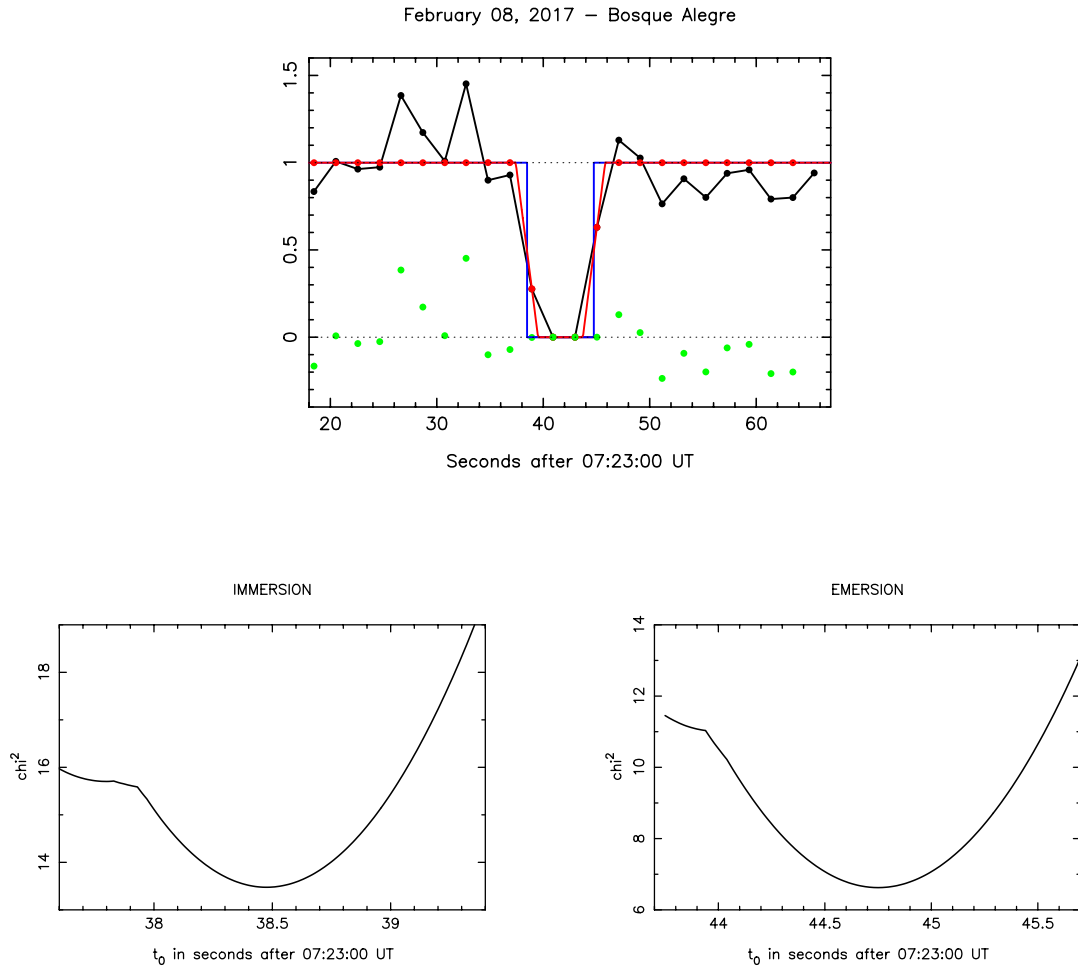 February 08, 2017 – Bosque Alegre
1.5
1
0.5
0
20 30 40 50 60
Seconds after 07:23:00 UT
IMMERSION
chi²
18
16
14
38 38.5 39
t₀ in seconds after 07:23:00 UT
EMERSION
chi²
14
12
10
8
6
44 44.5 45 45.5
t₀ in seconds after 07:23:00 UT